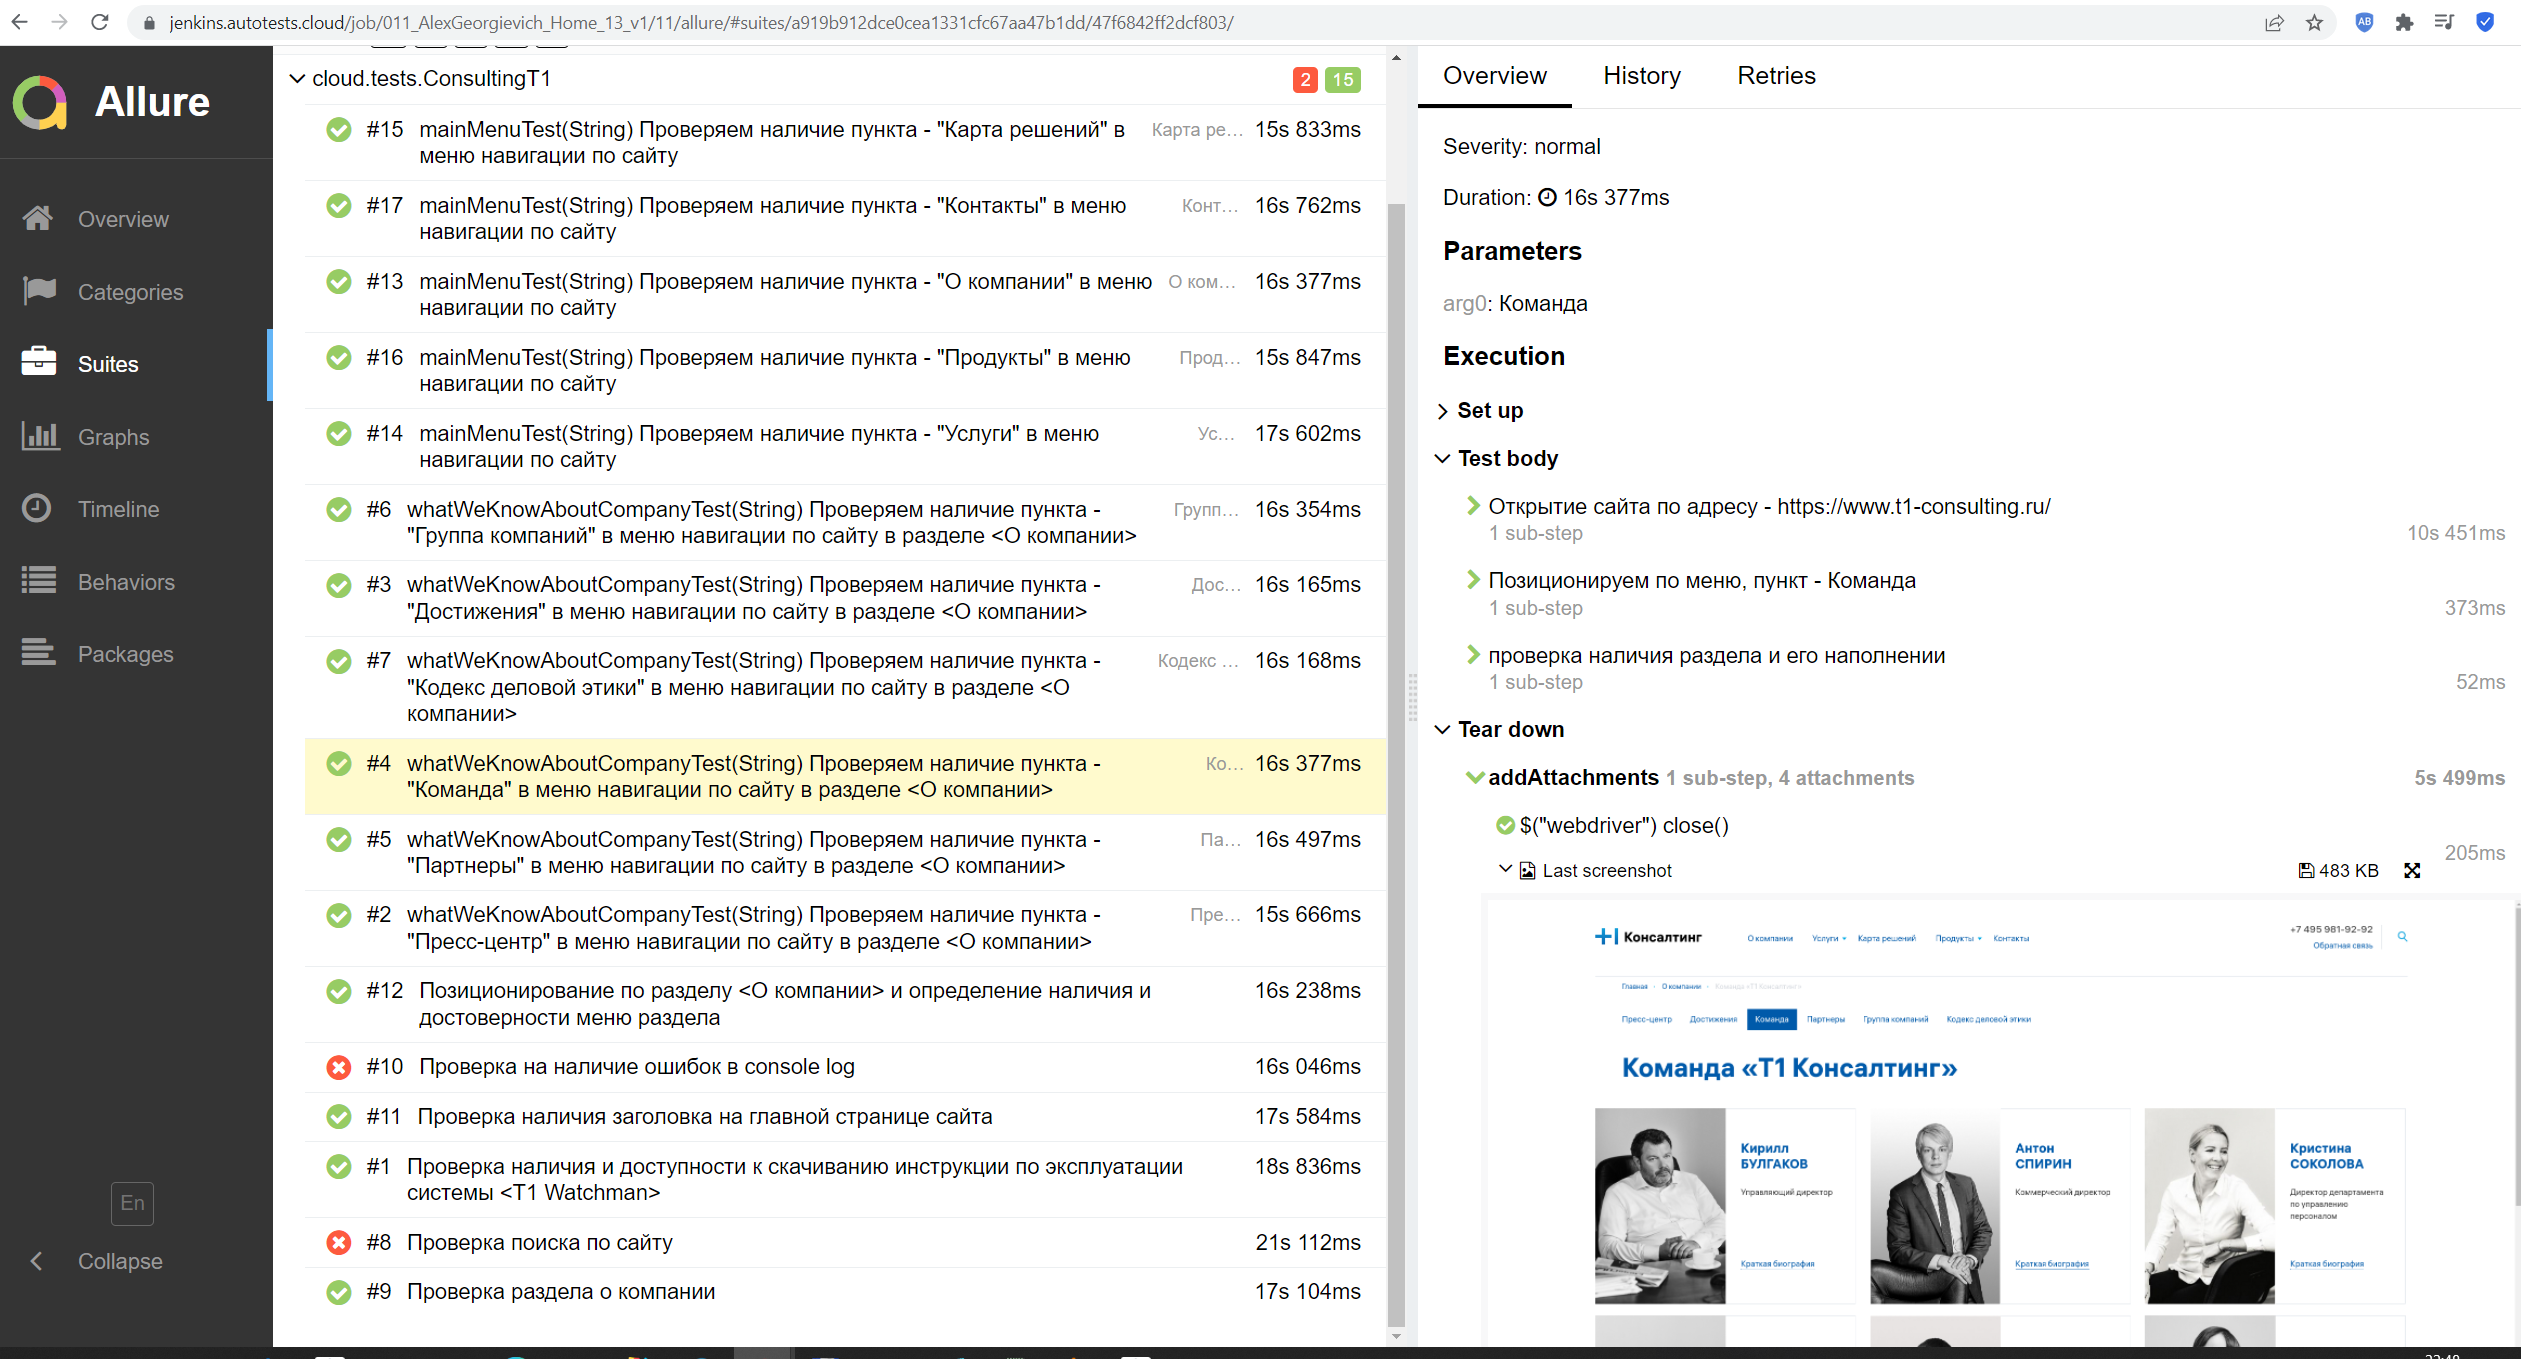 jenkins.autotests.cloud/job/011_AlexGeorgievich_Home_13_v1/11/allure/#suites/a919b912dce0cea1331cfc67aa47b1dd/47f6842ff2dcf803/
Allure
Overview
Categories
Suites
Graphs
Timeline
Behaviors
Packages
En
Collapse
cloud.tests.ConsultingT1 2 15
#15 mainMenuTest(String) Проверяем наличие пункта - "Карта решений" в Карта ре… 15s 833ms
меню навигации по сайту
#17 mainMenuTest(String) Проверяем наличие пункта - "Контакты" в меню Конт… 16s 762ms
навигации по сайту
#13 mainMenuTest(String) Проверяем наличие пункта - "О компании" в меню О ком… 16s 377ms
навигации по сайту
#16 mainMenuTest(String) Проверяем наличие пункта - "Продукты" в меню Прод… 15s 847ms
навигации по сайту
#14 mainMenuTest(String) Проверяем наличие пункта - "Услуги" в меню Ус… 17s 602ms
навигации по сайту
#6 whatWeKnowAboutCompanyTest(String) Проверяем наличие пункта - Групп… 16s 354ms
"Группа компаний" в меню навигации по сайту в разделе <О компании>
#3 whatWeKnowAboutCompanyTest(String) Проверяем наличие пункта - Дос… 16s 165ms
"Достижения" в меню навигации по сайту в разделе <О компании>
#7 whatWeKnowAboutCompanyTest(String) Проверяем наличие пункта - Кодекс … 16s 168ms
"Кодекс деловой этики" в меню навигации по сайту в разделе <О
компании>
#4 whatWeKnowAboutCompanyTest(String) Проверяем наличие пункта - Ко… 16s 377ms
"Команда" в меню навигации по сайту в разделе <О компании>
#5 whatWeKnowAboutCompanyTest(String) Проверяем наличие пункта - Па… 16s 497ms
"Партнеры" в меню навигации по сайту в разделе <О компании>
#2 whatWeKnowAboutCompanyTest(String) Проверяем наличие пункта - Пре… 15s 666ms
"Пресс-центр" в меню навигации по сайту в разделе <О компании>
#12 Позиционирование по разделу <О компании> и определение наличия и 16s 238ms
достоверности меню раздела
#10 Проверка на наличие ошибок в console log 16s 046ms
#11 Проверка наличия заголовка на главной странице сайта 17s 584ms
#1 Проверка наличия и доступности к скачиванию инструкции по эксплуатации 18s 836ms
системы <T1 Watchman>
#8 Проверка поиска по сайту 21s 112ms
#9 Проверка раздела о компании 17s 104ms
Overview History Retries
Severity: normal
Duration: 16s 377ms
Parameters
arg0: Команда
Execution
Set up
Test body
Открытие сайта по адресу - https://www.t1-consulting.ru/
1 sub-step 10s 451ms
Позиционируем по меню, пункт - Команда
1 sub-step 373ms
проверка наличия раздела и его наполнении
1 sub-step 52ms
Tear down
addAttachments 1 sub-step, 4 attachments 5s 499ms
$("webdriver") close()
205ms
Last screenshot 483 KB
Консалтинг О компании Услуги Карта решений Продукты Контакты +7 495 981-92-92
Обратная связь
Главная О компании Команда «Т1 Консалтинг»
Пресс-центр Достижения Команда Партнеры Группа компаний Кодекс деловой этики
Команда «Т1 Консалтинг»
Кирилл
БУЛГАКОВ
Управляющий директор
Краткая биография
Антон
СПИРИН
Коммерческий директор
Краткая биография
Кристина
СОКОЛОВА
Директор департамента
по управлению
персоналом
Краткая биография